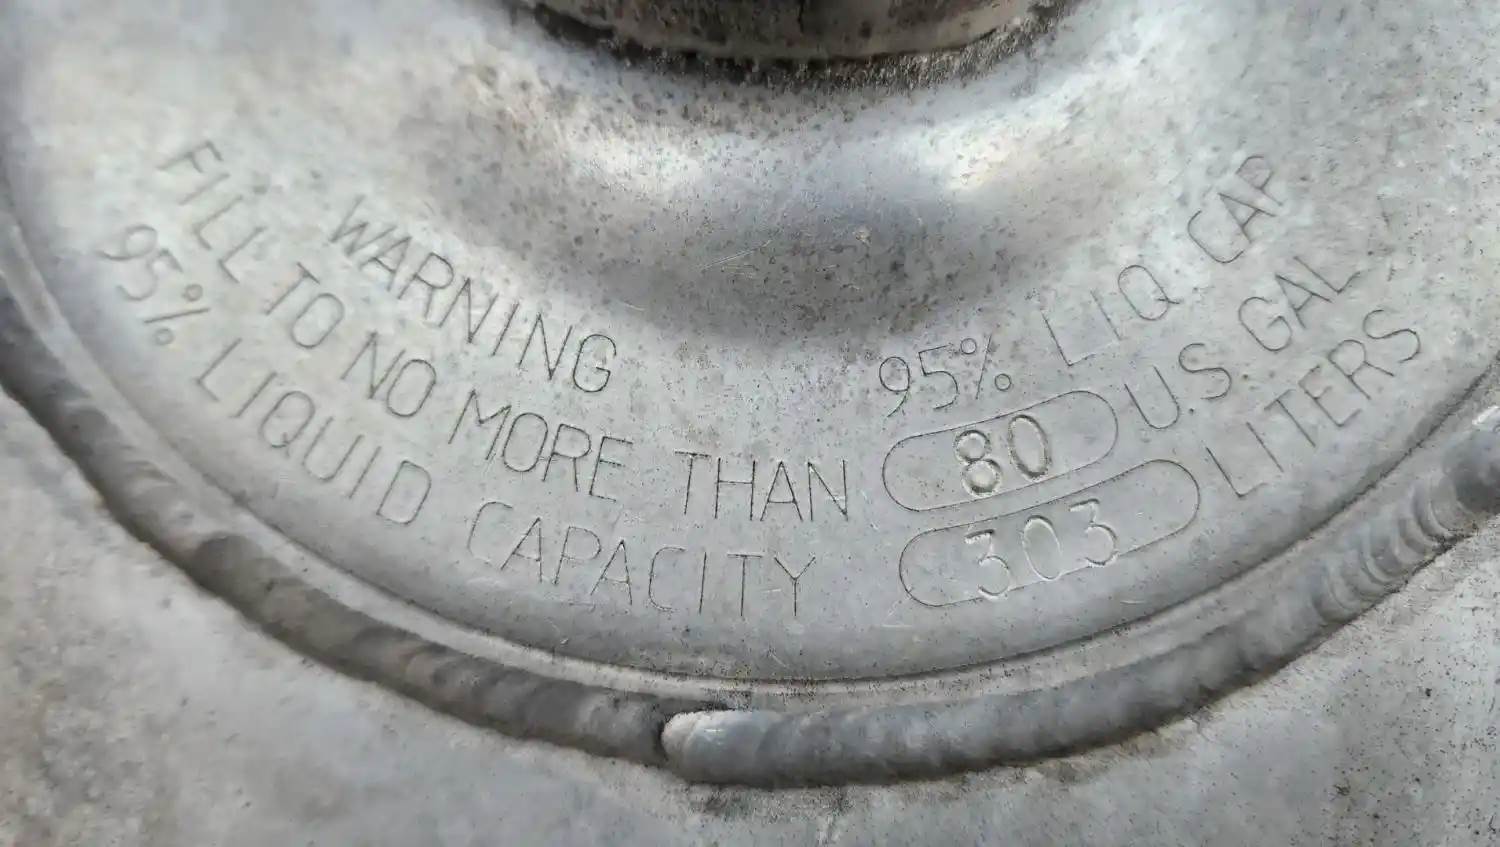 WARNING
FILL TO NO MORE THAN
95% LIQUID CAPACITY
95% LIQ CAP
80 U.S. GAL
303 LITERS